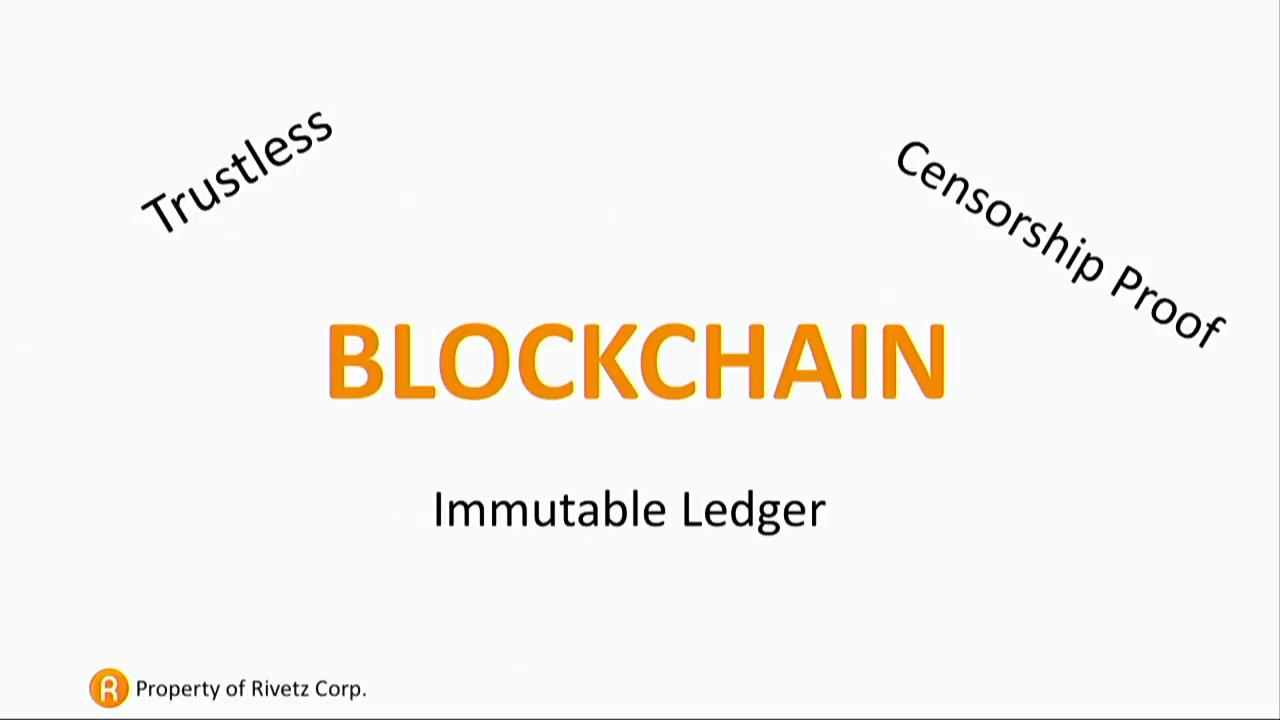 Trustless
Censorship Proof
BLOCKCHAIN
Immutable Ledger
R Property of Rivetz Corp.